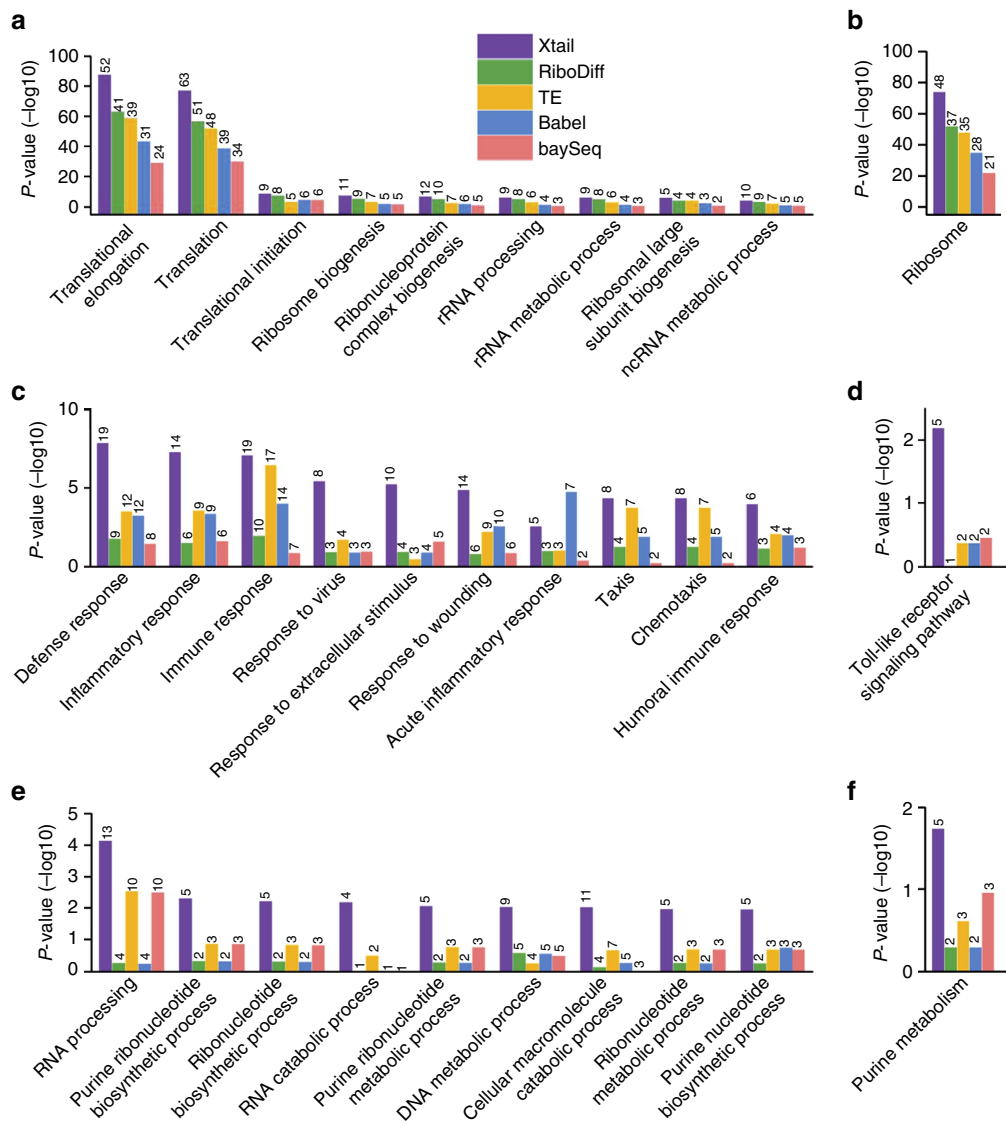 a
P-value (–log10)
100
80
60
40
20
0
52 41 39 31 24
63 51 48 39 34
9 8 5 6 6
11 9 7 5 5
12 10 7 6 5
9 8 6 4 3
9 8 6 4 3
5 4 4 3 2
10 9 7 5 5
Translational
elongation
Translation
Translational initiation
Ribosome biogenesis
Ribonucleoprotein
complex biogenesis
rRNA processing
rRNA metabolic process
Ribosomal large
subunit biogenesis
ncRNA metabolic process
Xtail
RiboDiff
TE
Babel
baySeq
b
P-value (–log10)
100
80
60
40
20
0
48 37 35 28 21
Ribosome
c
P-value (–log10)
10
5
0
19 9 12 12 8
14 6 9 9 6
19 10 17 14 7
8 3 4 3 3
10 4 3 4 5
14 6 9 10 6
5 3 3 7 2
8 4 7 5 2
8 4 7 5 2
6 3 4 4 3
Defense response
Inflammatory response
Immune response
Response to virus
Response to extracellular stimulus
Response to wounding
Acute inflammatory response
Taxis
Chemotaxis
Humoral immune response
d
P-value (–log10)
2
1
0
5 1 2 2 2
Toll-like receptor
signaling pathway
e
P-value (–log10)
5
4
3
2
1
0
13 4 10 4 10
5 2 3 2 3
5 2 3 2 3
4 1 2 1 1
5 2 3 2 3
9 5 4 5 5
11 4 7 5 3
5 2 3 2 3
5 2 3 3 3
RNA processing
Purine ribonucleotide
biosynthetic process
Ribonucleotide
biosynthetic process
RNA catabolic process
Purine ribonucleotide
metabolic process
DNA metabolic process
Cellular macromolecule
catabolic process
Ribonucleotide
metabolic process
Purine nucleotide
biosynthetic process
f
P-value (–log10)
2
1
0
5 2 3 2 3
Purine metabolism